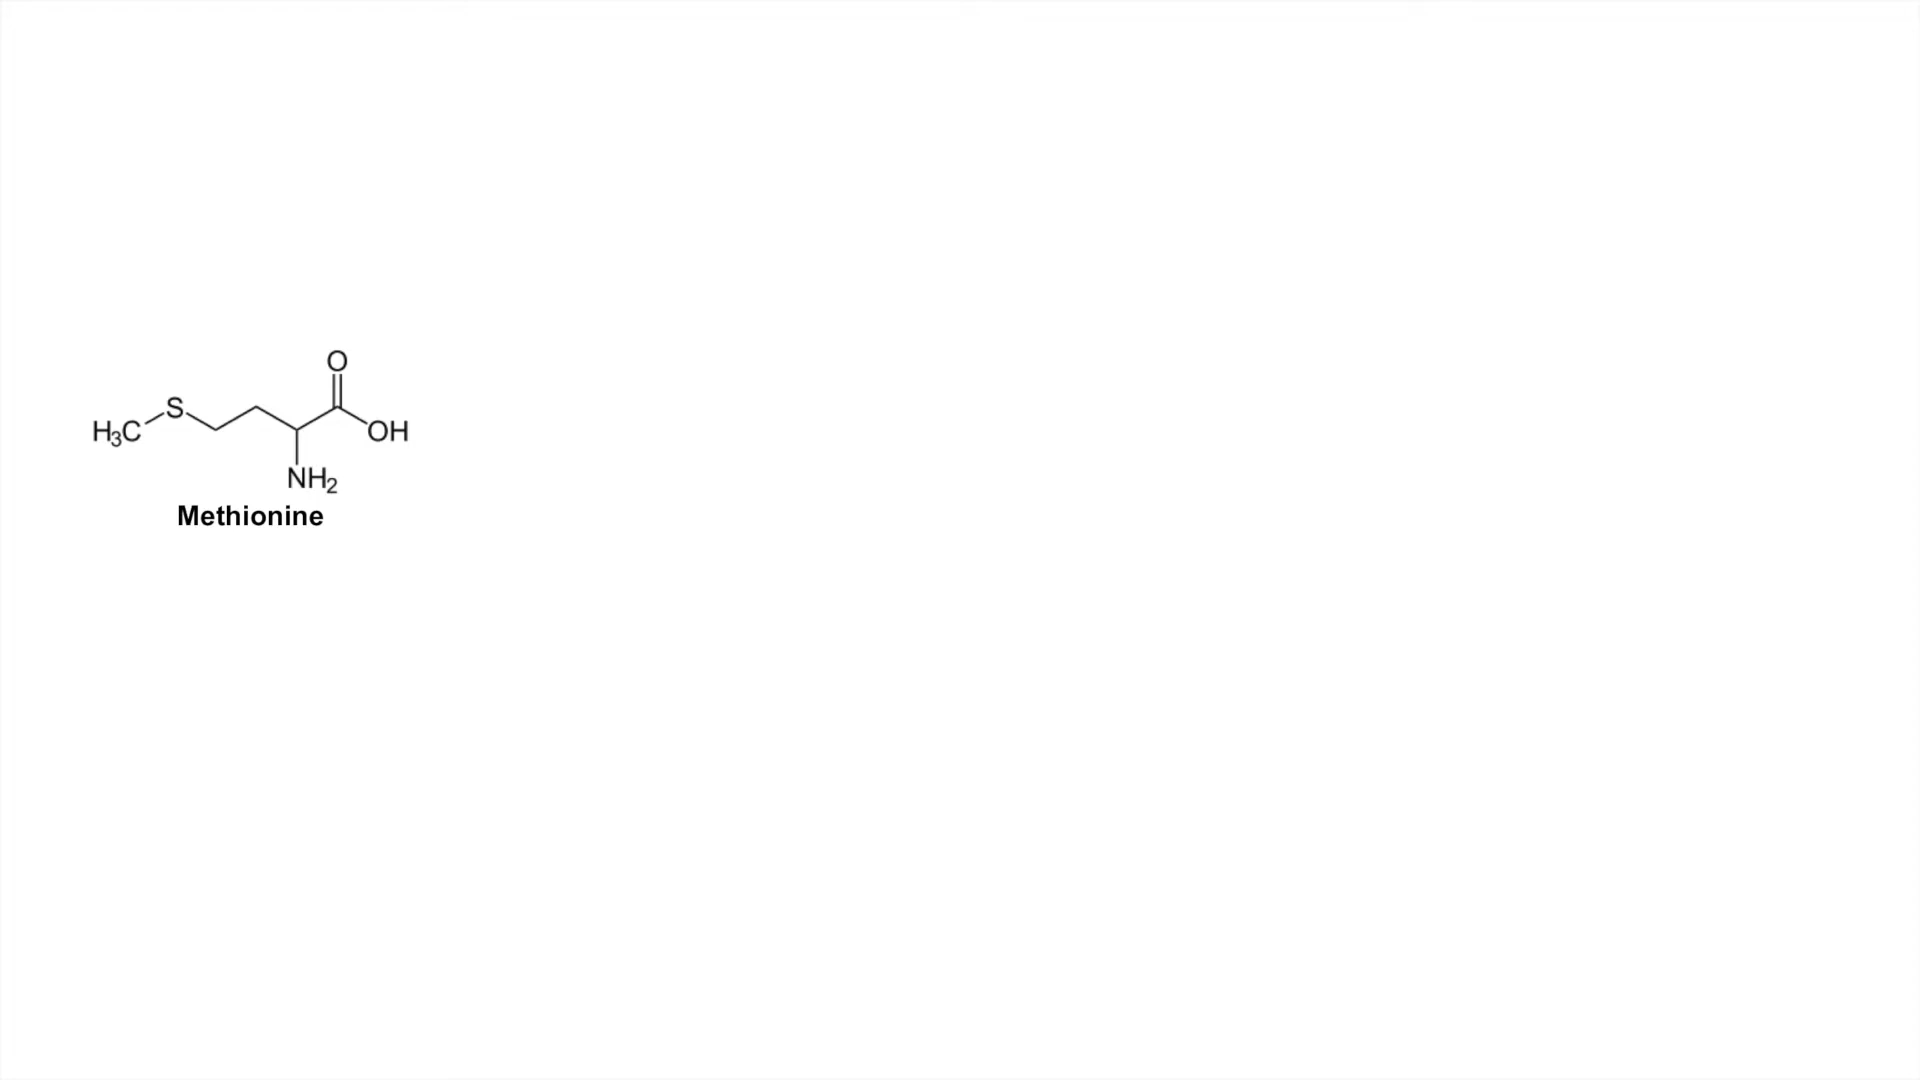 O
S
H₃C
OH
NH₂
Methionine